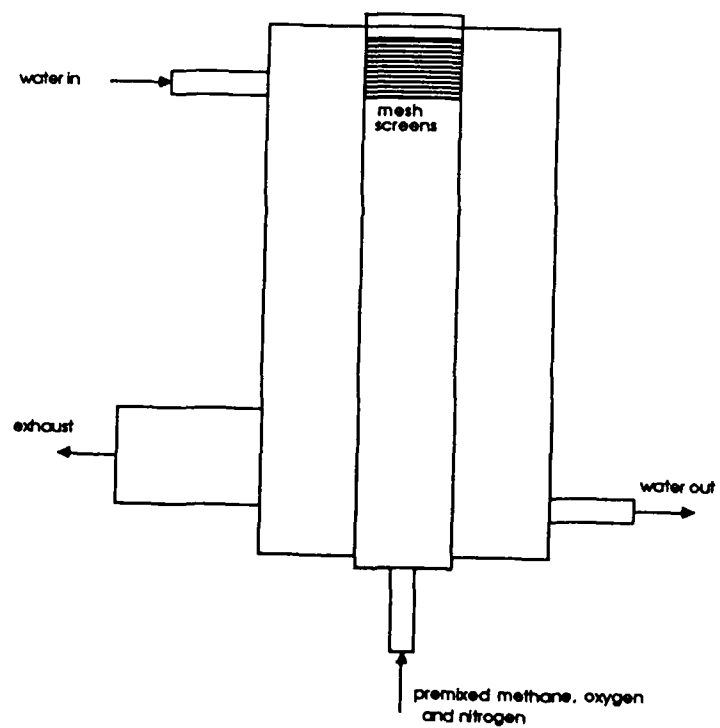 water in
mesh
screens
exhaust
water out
premixed methane, oxygen
and nitrogen